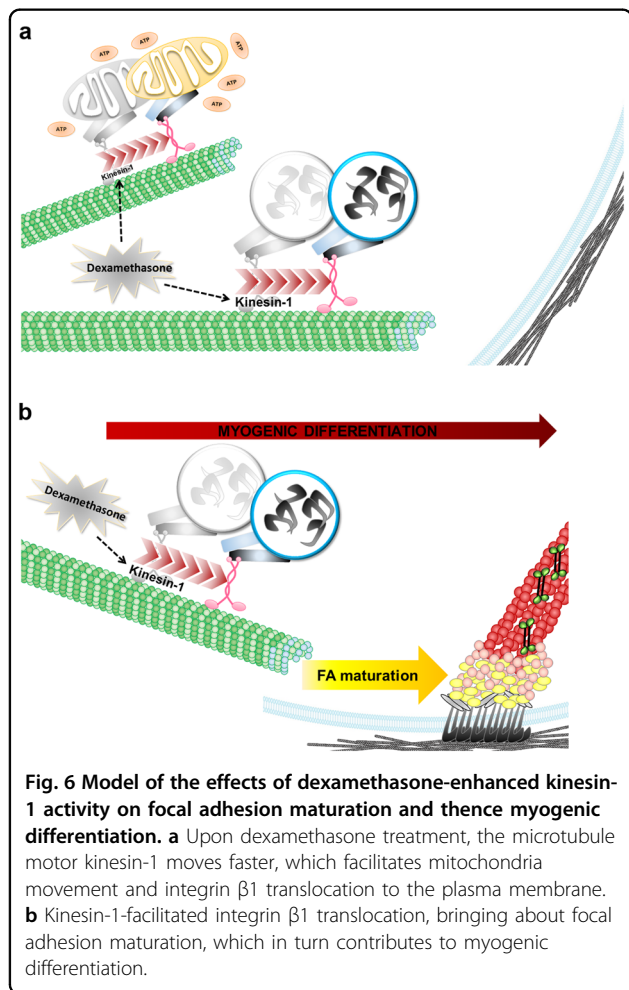 a
ATP
ATP
ATP
ATP
ATP
ATP
ATP
ATP
Kinesin-1
Dexamethasone
Kinesin-1
b
MYOGENIC DIFFERENTIATION
Dexamethasone
Kinesin-1
FA maturation
Fig. 6 Model of the effects of dexamethasone-enhanced kinesin-
1 activity on focal adhesion maturation and thence myogenic
differentiation. a Upon dexamethasone treatment, the microtubule
motor kinesin-1 moves faster, which facilitates mitochondria
movement and integrin β1 translocation to the plasma membrane.
b Kinesin-1-facilitated integrin β1 translocation, bringing about focal
adhesion maturation, which in turn contributes to myogenic
differentiation.